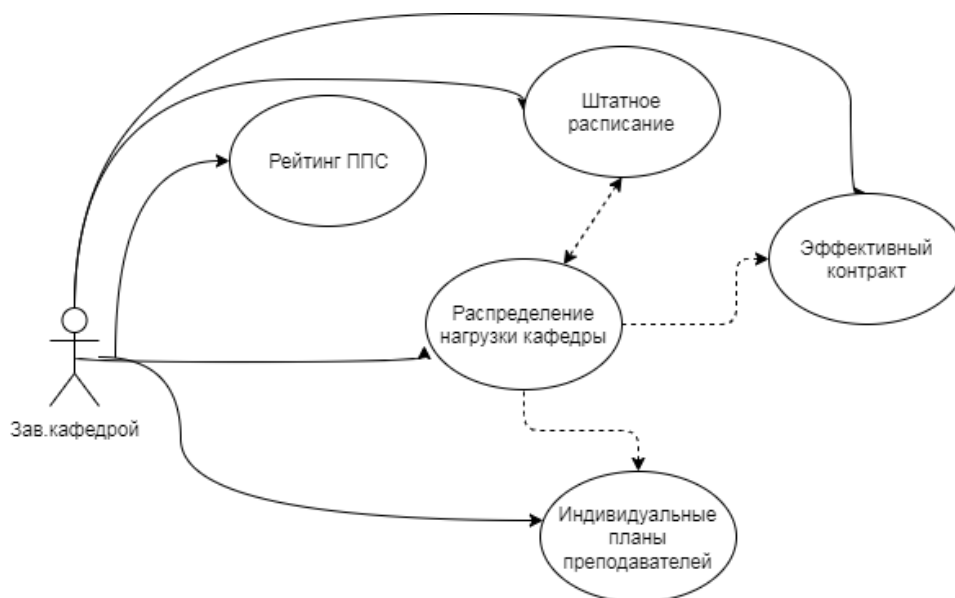 Штатное
расписание
Рейтинг ППС
Эффективный
контракт
Распределение
нагрузки кафедры
Зав.кафедрой
Индивидуальные
планы
преподавателей